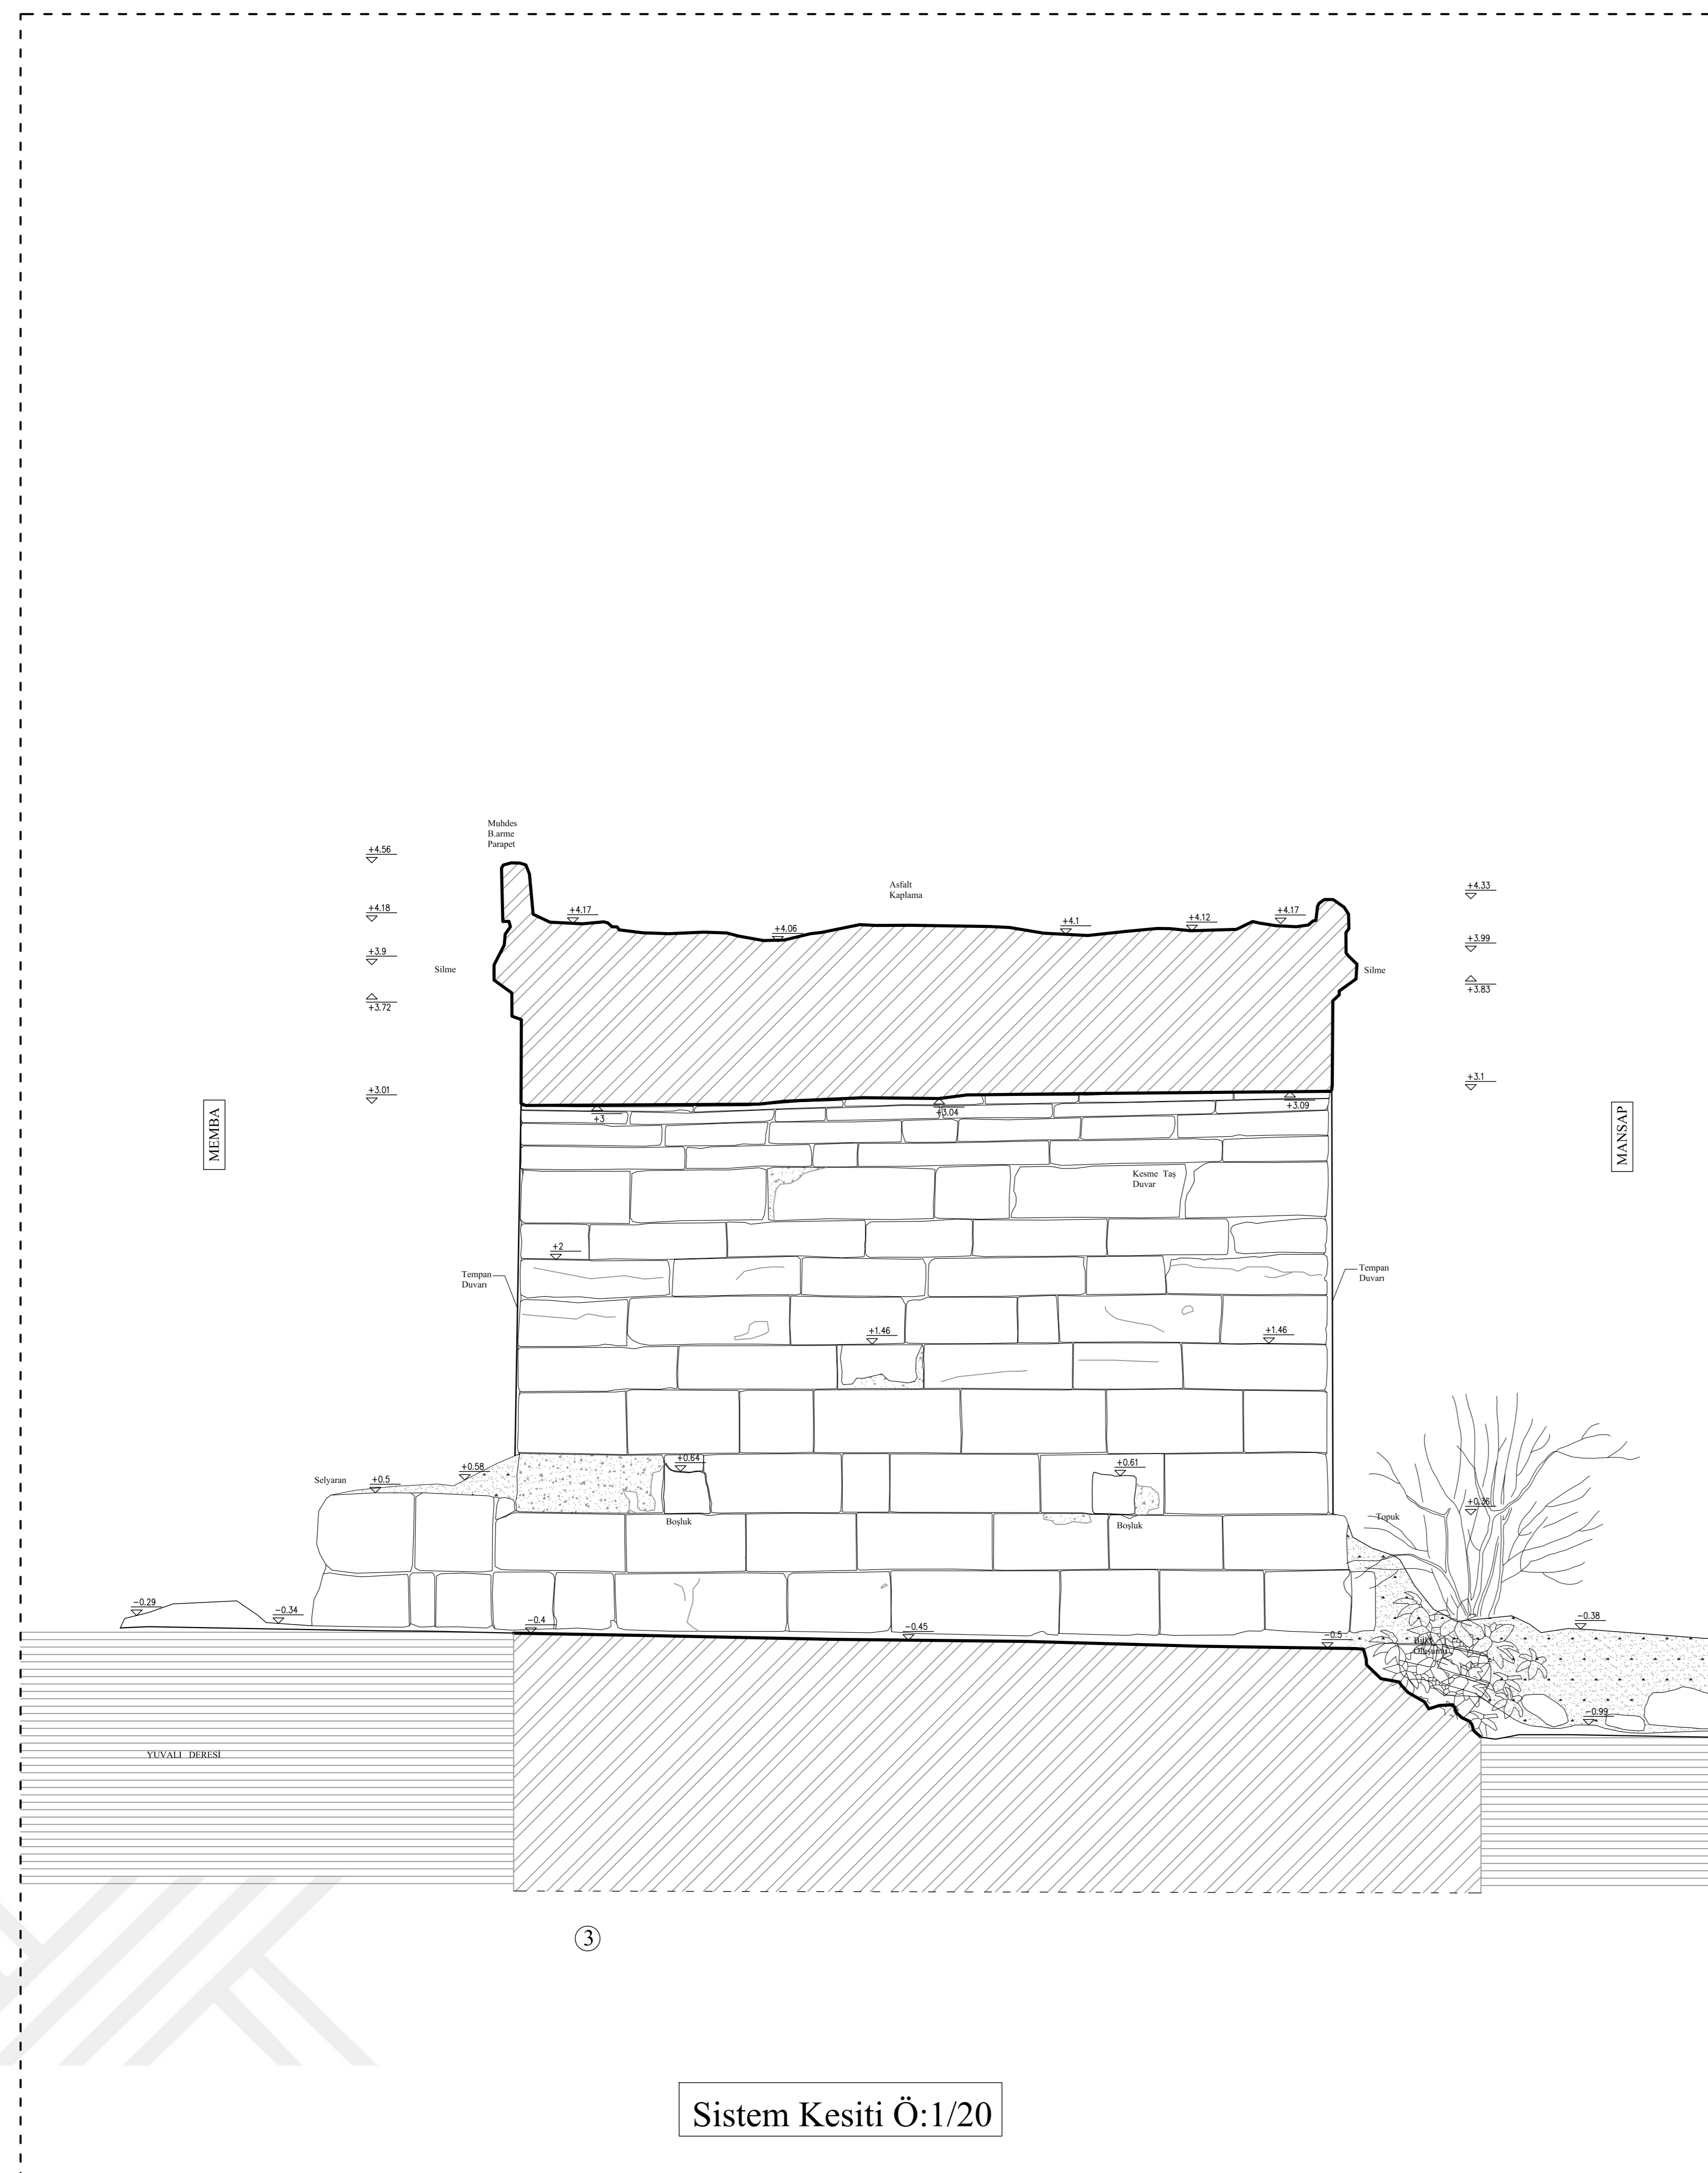 Muhdes
B.arme
Parapet
+4.56
Asfalt
Kaplama
+4.33
+4.18
+4.17
+4.06
+4.1
+4.12
+4.17
+3.9
+3.99
Silme
Silme
+3.72
+3.83
+3.01
+3.1
+3
+3.04
+3.09
MEMBA
MANSAP
Kesme Taş
Duvar
+2
Tempan
Duvarı
Tempan
Duvarı
+1.46
+1.46
+0.64
+0.61
+0.58
Selyaran
+0.5
+0.36
Boşluk
Boşluk
Topuk
-0.29
-0.34
-0.4
-0.45
-0.5
-0.38
Bitki
Oluşumu
-0.99
YUVALI DERESİ
3
Sistem Kesiti Ö:1/20